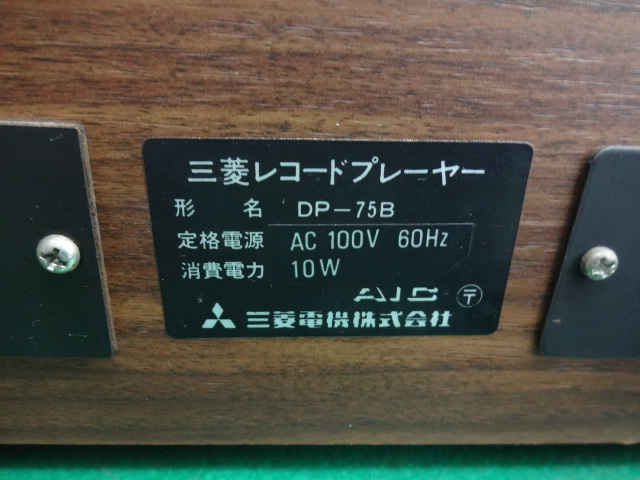 三菱レコードプレーヤー
形 名 DP-75B
定格電源 AC 100V 60Hz
消費電力 10W
〒
三菱電機株式会社